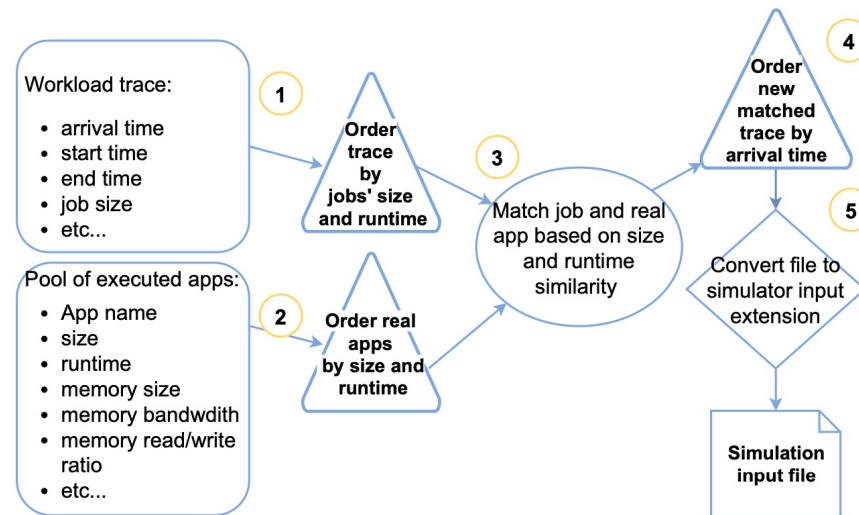 Workload trace:
• arrival time
• start time
• end time
• job size
• etc...
1
Order
trace
by
jobs' size
and runtime
Pool of executed apps:
• App name
• size
• runtime
• memory size
• memory bandwdith
• memory read/write
ratio
• etc...
2
Order real
apps
by size and
runtime
3
Match job and real
app based on size
and runtime
similarity
4
Order
new
matched
trace by
arrival time
5
Convert file to
simulator input
extension
Simulation
input file